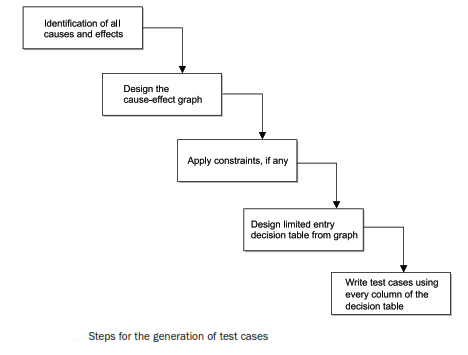 Identification of all
causes and effects
Design the
cause-effect graph
Apply constraints, if any
Design limited entry
decision table from graph
Write test cases using
every column of the
decision table
Steps for the generation of test cases